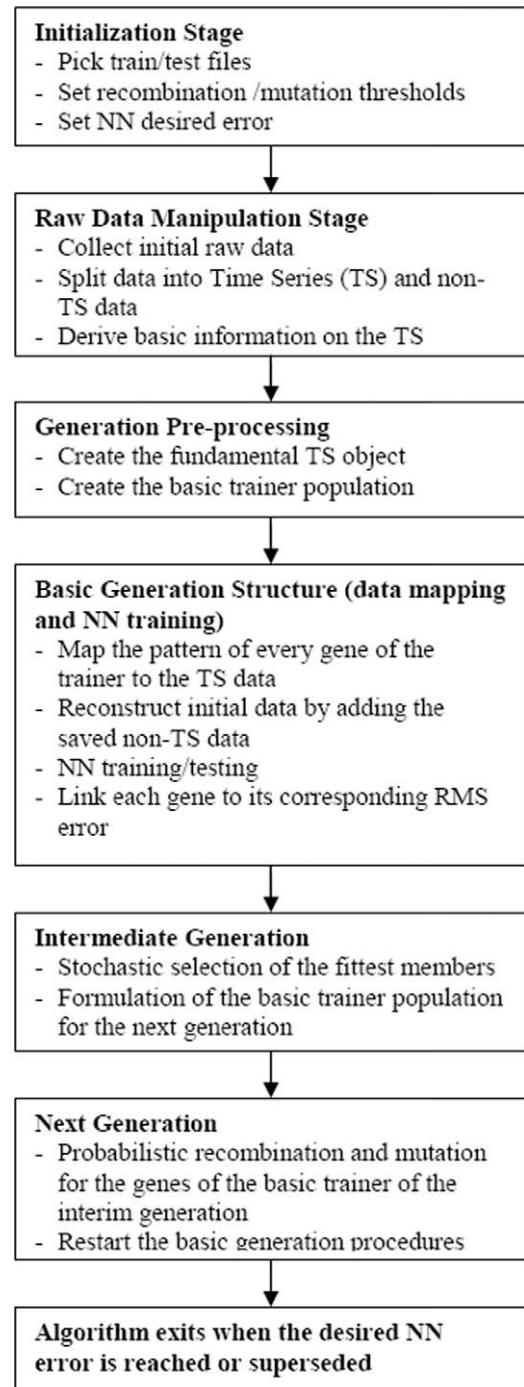 Initialization Stage
- Pick train/test files
- Set recombination /mutation thresholds
- Set NN desired error
Raw Data Manipulation Stage
- Collect initial raw data
- Split data into Time Series (TS) and non-
TS data
- Derive basic information on the TS
Generation Pre-processing
- Create the fundamental TS object
- Create the basic trainer population
Basic Generation Structure (data mapping
and NN training)
- Map the pattern of every gene of the
trainer to the TS data
- Reconstruct initial data by adding the
saved non-TS data
- NN training/testing
- Link each gene to its corresponding RMS
error
Intermediate Generation
- Stochastic selection of the fittest members
- Formulation of the basic trainer population
for the next generation
Next Generation
- Probabilistic recombination and mutation
for the genes of the basic trainer of the
interim generation
- Restart the basic generation procedures
Algorithm exits when the desired NN
error is reached or superseded